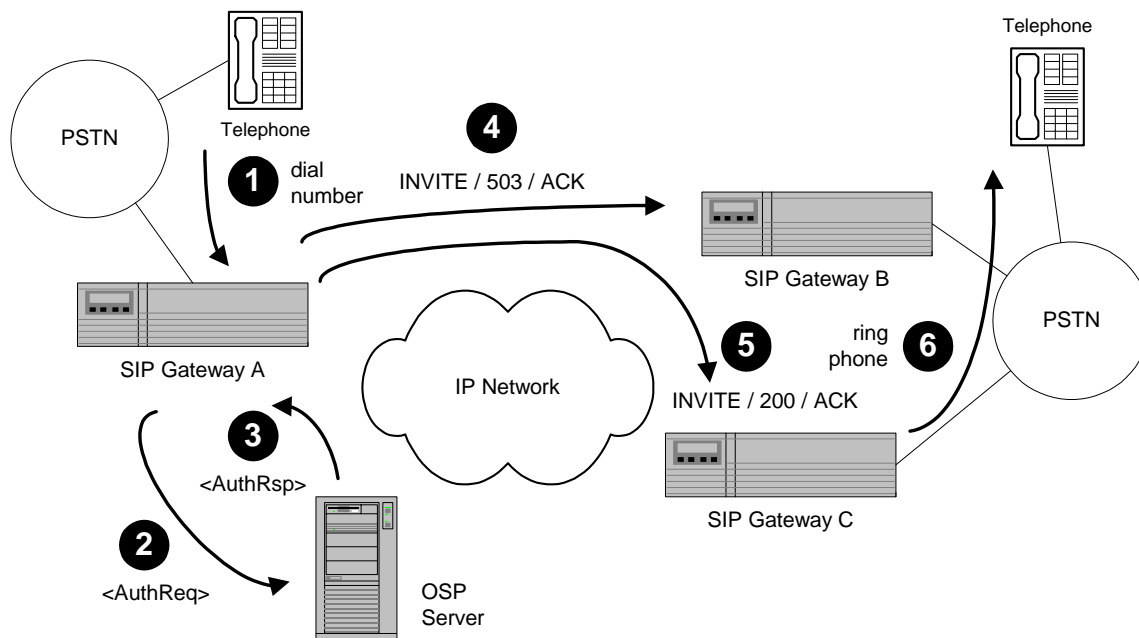 Telephone
PSTN
Telephone
1
dial
number
4
INVITE / 503 / ACK
SIP Gateway B
SIP Gateway A
IP Network
5
INVITE / 200 / ACK
ring
phone
6
PSTN
3
<AuthRsp>
SIP Gateway C
2
<AuthReq>
OSP
Server